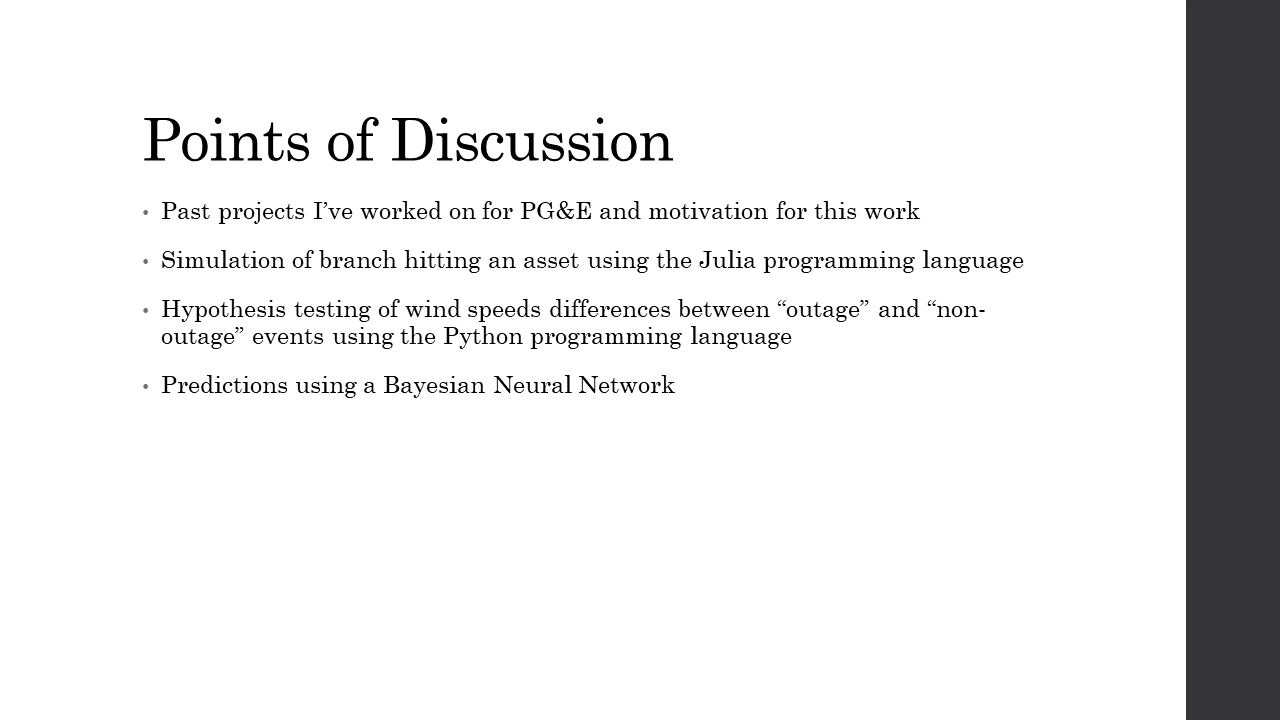 Points of Discussion
• Past projects I’ve worked on for PG&E and motivation for this work
• Simulation of branch hitting an asset using the Julia programming language
• Hypothesis testing of wind speeds differences between “outage” and “non-
outage” events using the Python programming language
• Predictions using a Bayesian Neural Network